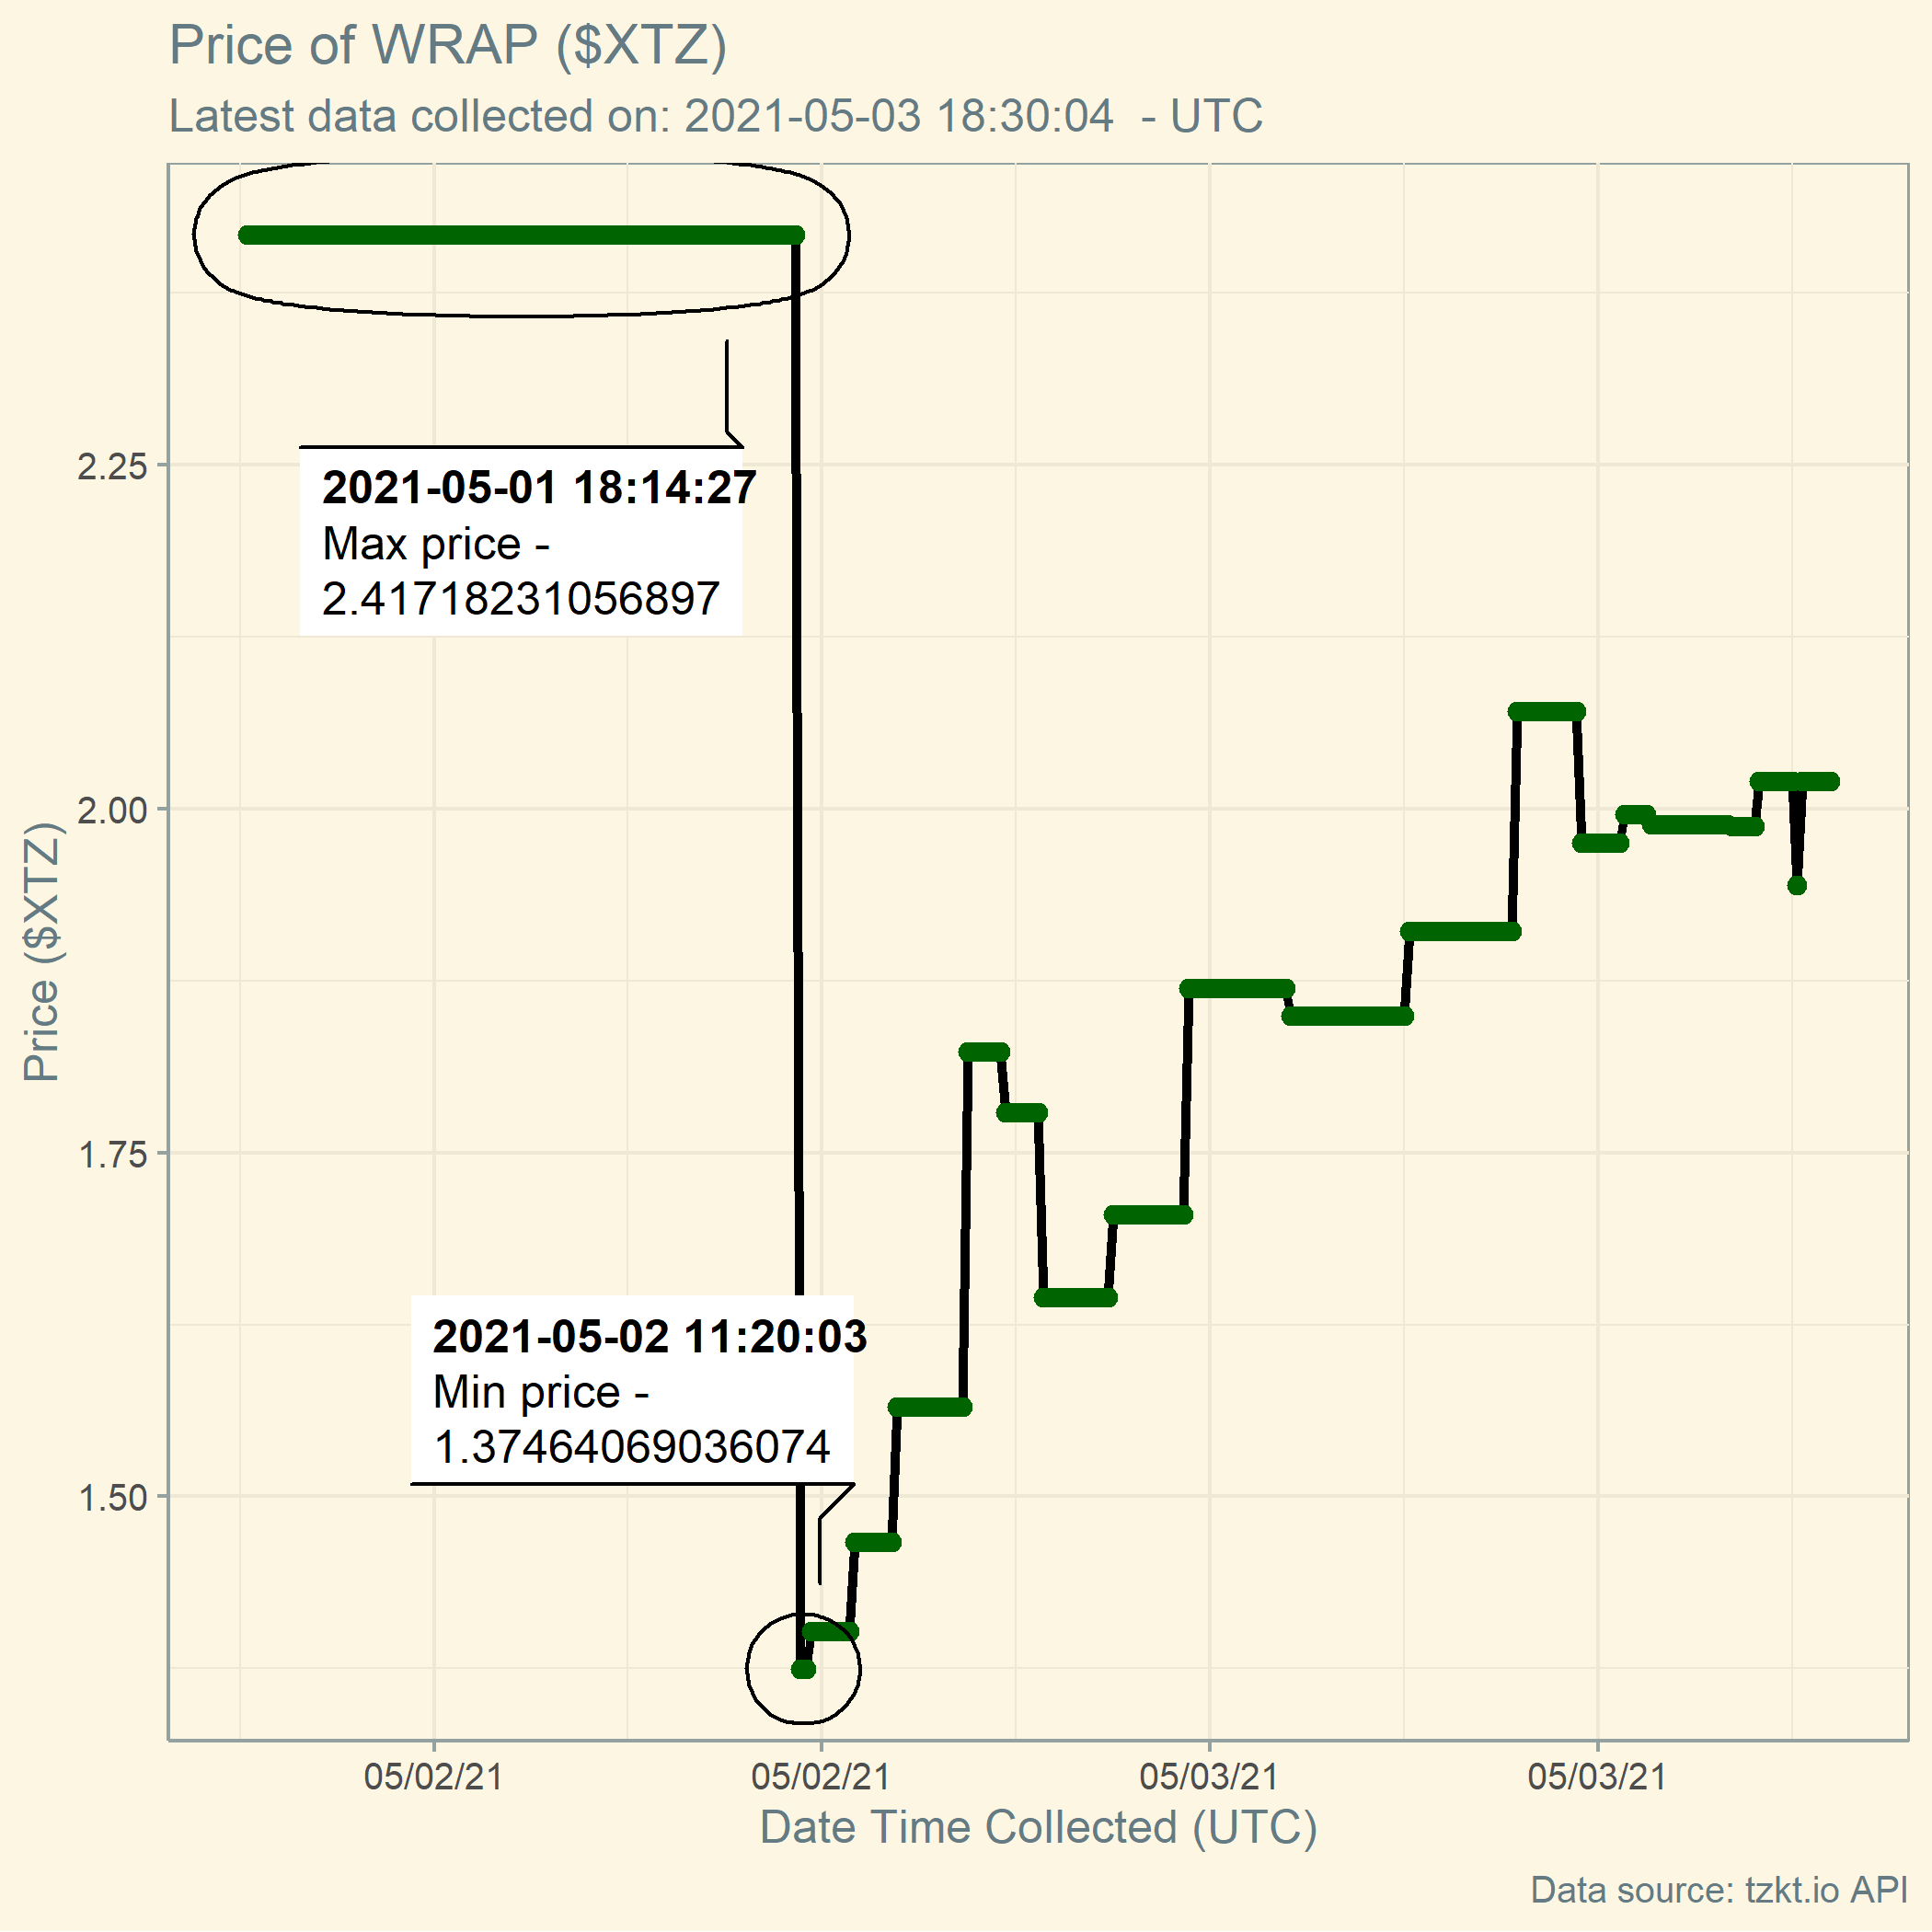 Price of WRAP ($XTZ)
Latest data collected on: 2021-05-03 18:30:04  - UTC
2021-05-01 18:14:27
Max price -
2.41718231056897
2021-05-02 11:20:03
Min price -
1.37464069036074
Price ($XTZ)
2.25
2.00
1.75
1.50
05/02/21
05/02/21
05/03/21
05/03/21
Date Time Collected (UTC)
Data source: tzkt.io API